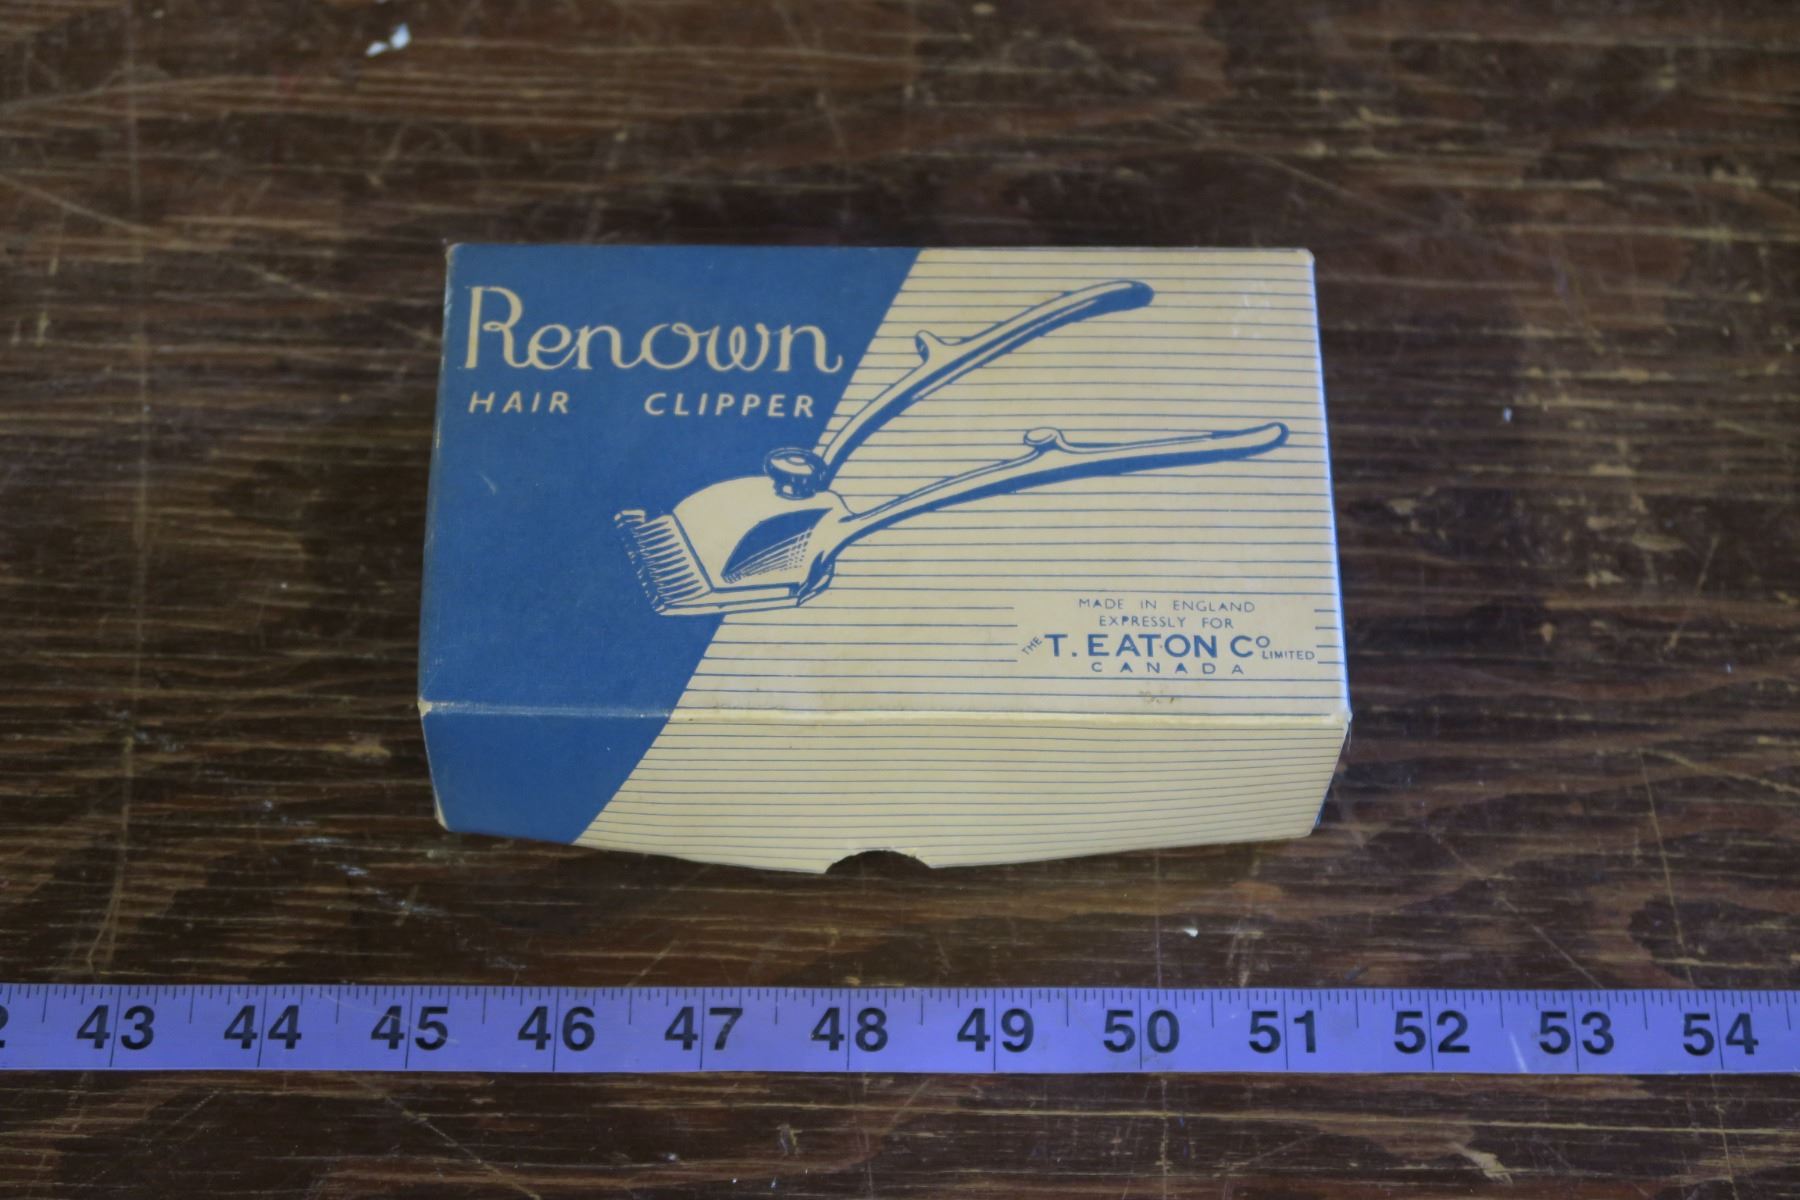 Renown
HAIR CLIPPER
MADE IN ENGLAND
EXPRESSLY FOR
THE T. EATON Co LIMITED
CANADA
43 44 45 46 47 48 49 50 51 52 53 54